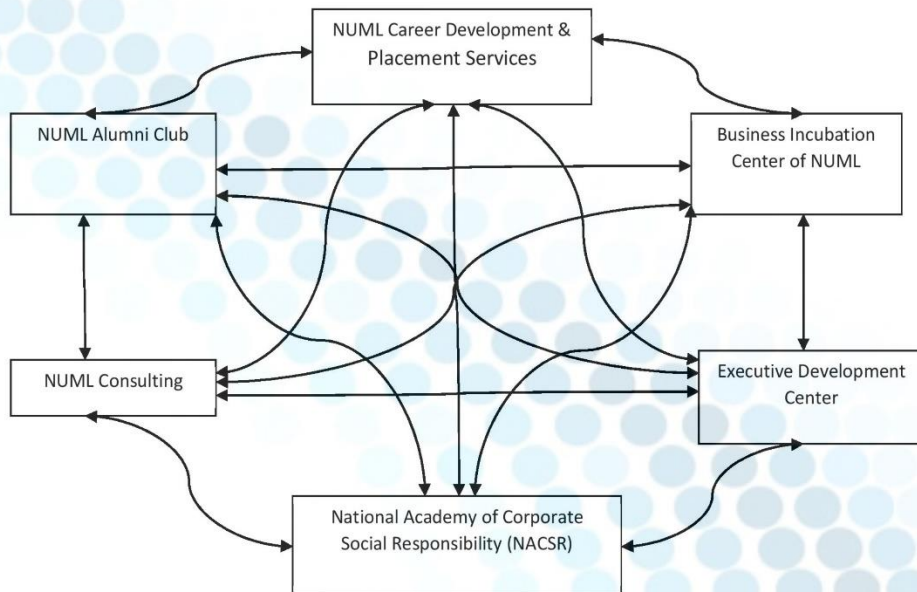 NUML Career Development &
Placement Services
NUML Alumni Club
Business Incubation
Center of NUML
NUML Consulting
Executive Development
Center
National Academy of Corporate
Social Responsibility (NACSR)